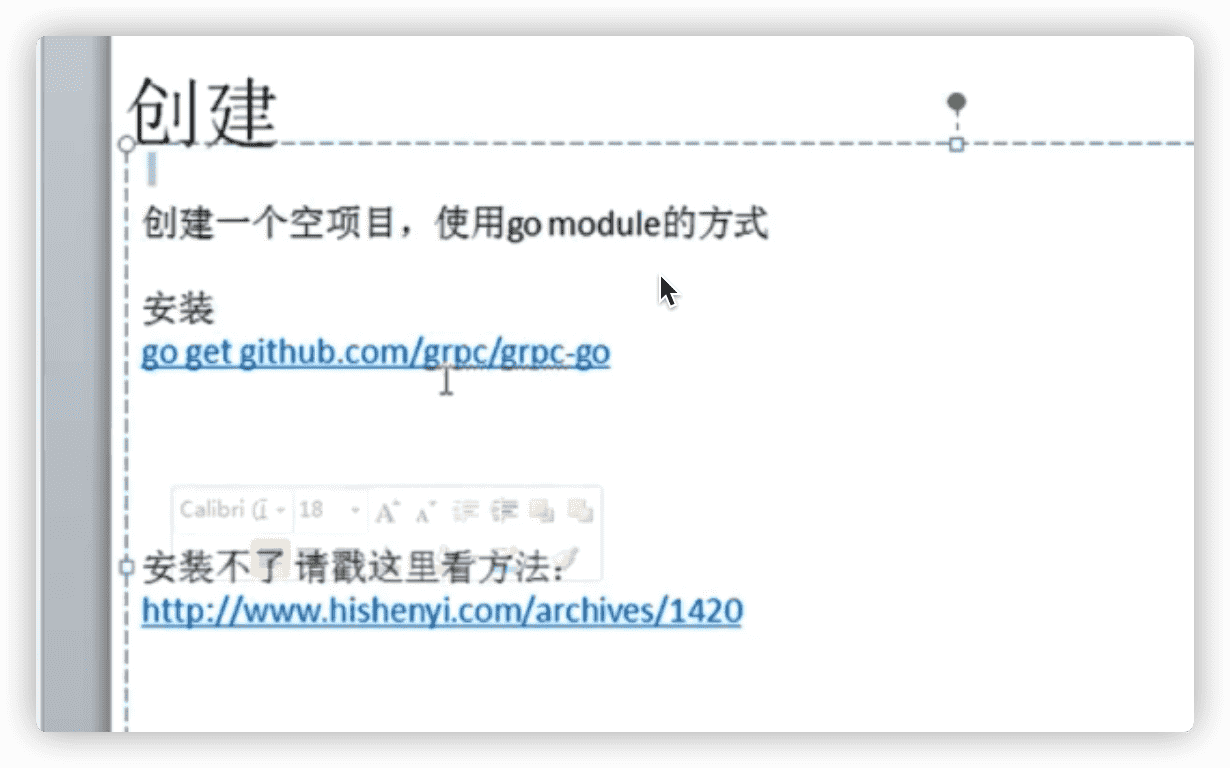 创建
创建一个空项目，使用go module的方式
安装
go get github.com/grpc/grpc-go
Calibri 18
安装不了 请戳这里看方法：
http://www.hishenyi.com/archives/1420